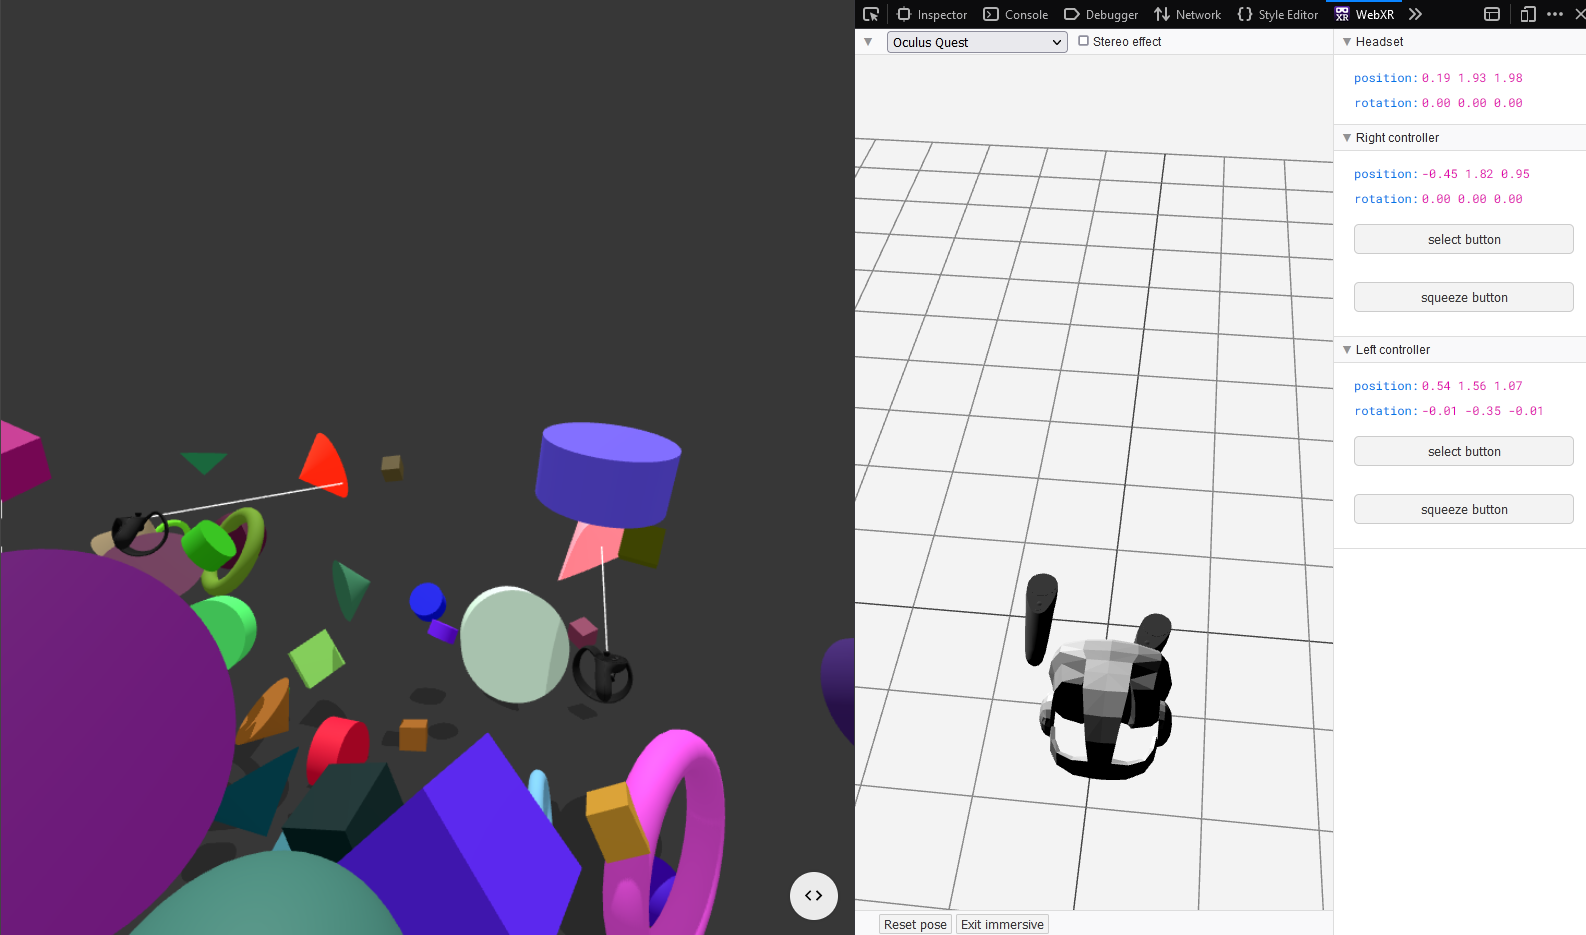 Inspector Console Debugger Network Style Editor WebXR
Oculus Quest Stereo effect
Headset
position: 0.19 1.93 1.98
rotation: 0.00 0.00 0.00
Right controller
position: -0.45 1.82 0.95
rotation: 0.00 0.00 0.00
select button
squeeze button
Left controller
position: 0.54 1.56 1.07
rotation: -0.01 -0.35 -0.01
select button
squeeze button
Reset pose Exit immersive